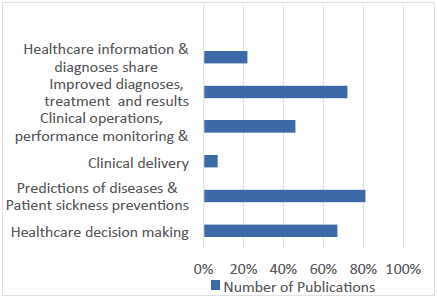 Healthcare information &
diagnoses share
Improved diagnoses,
treatment and results
Clinical operations,
performance monitoring &
Clinical delivery
Predictions of diseases &
Patient sickness preventions
Healthcare decision making
0% 20% 40% 60% 80% 100%
Number of Publications